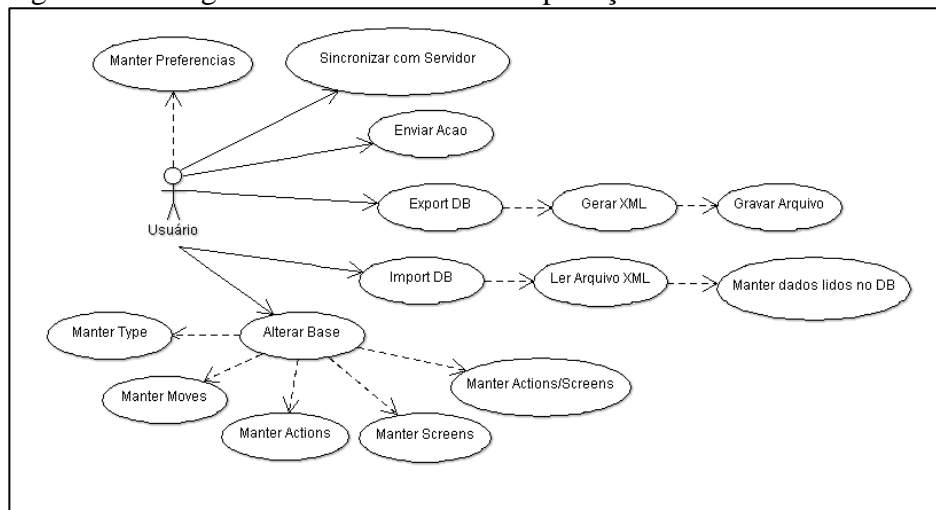 Manter Preferencias
Sincronizar com Servidor
Enviar Acao
Usuário
Export DB
Gerar XML
Gravar Arquivo
Import DB
Ler Arquivo XML
Manter dados lidos no DB
Manter Type
Alterar Base
Manter Moves
Manter Actions/Screens
Manter Actions
Manter Screens